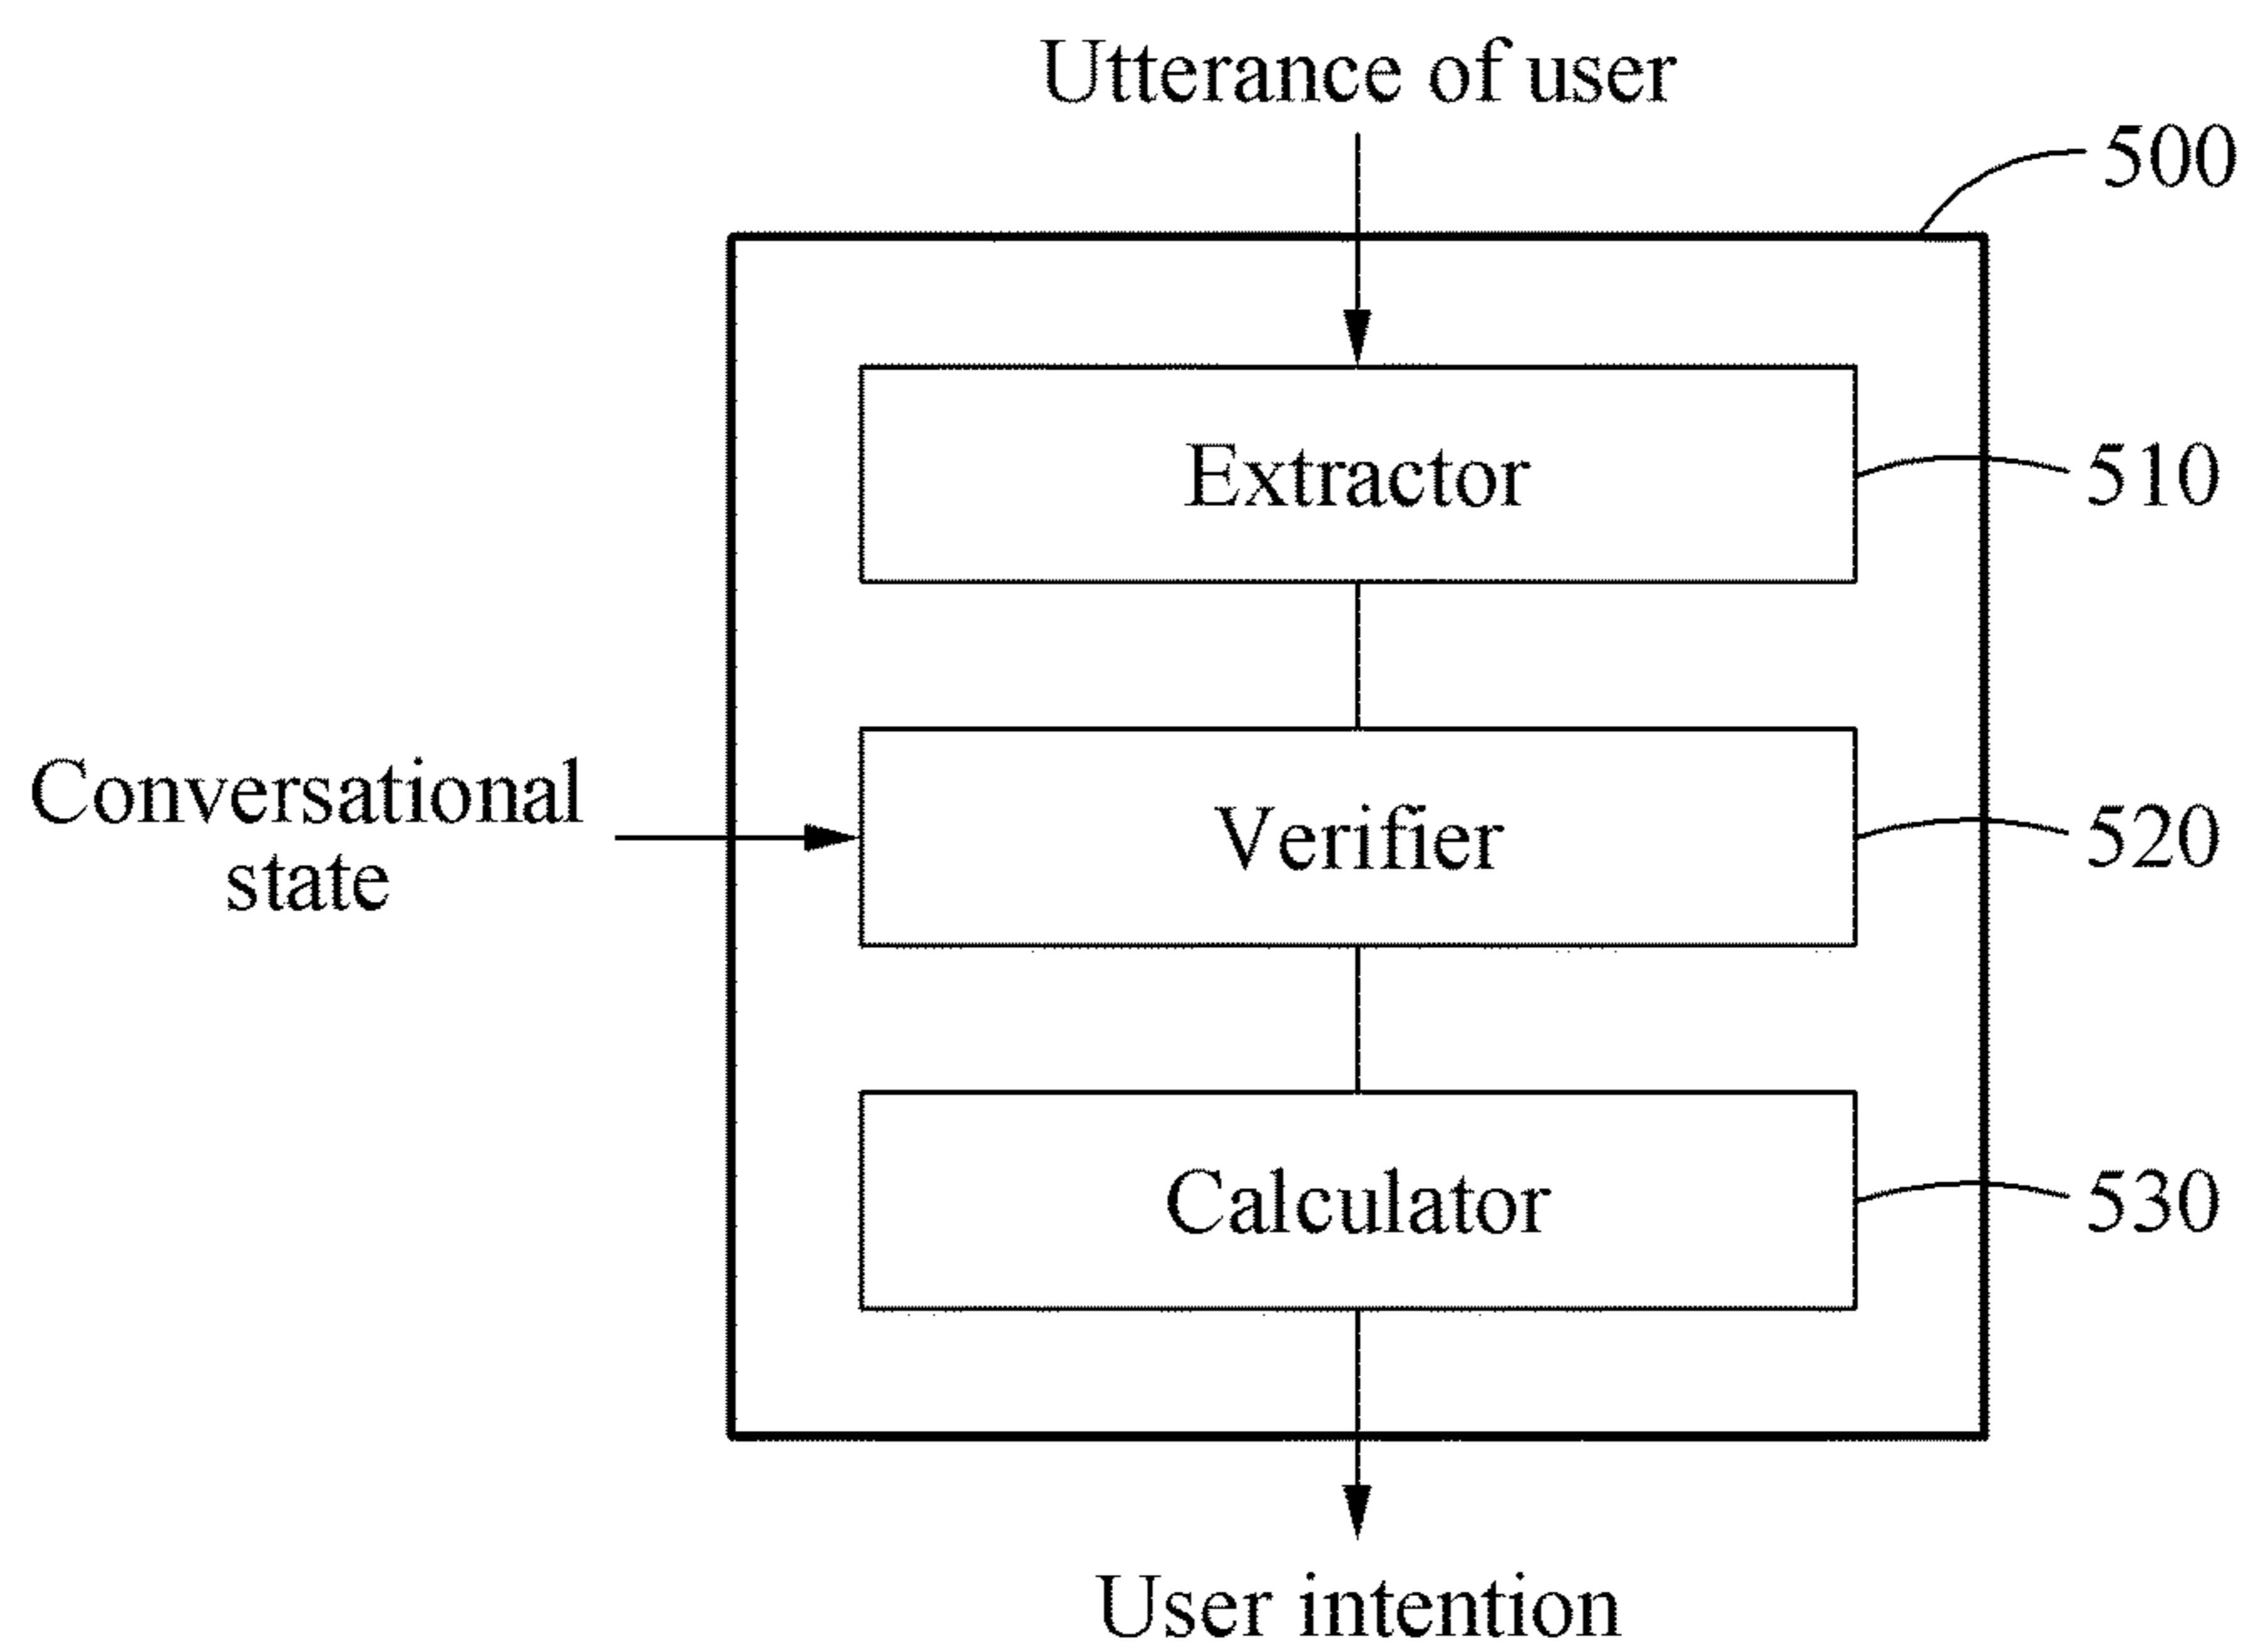 Utterance of user
500
Extractor
510
Conversational
state
Verifier
520
Calculator
530
User intention